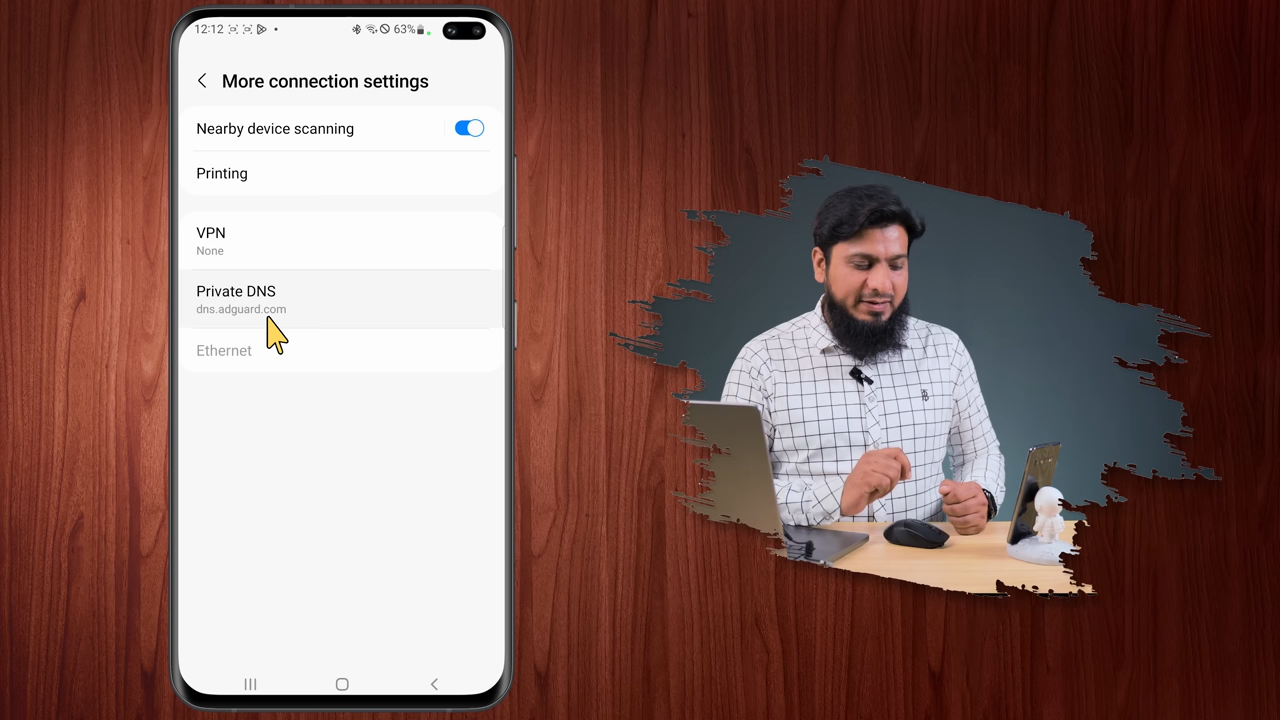 12:12
63%
More connection settings
Nearby device scanning
Printing
VPN
None
Private DNS
dns.adguard.com
Ethernet